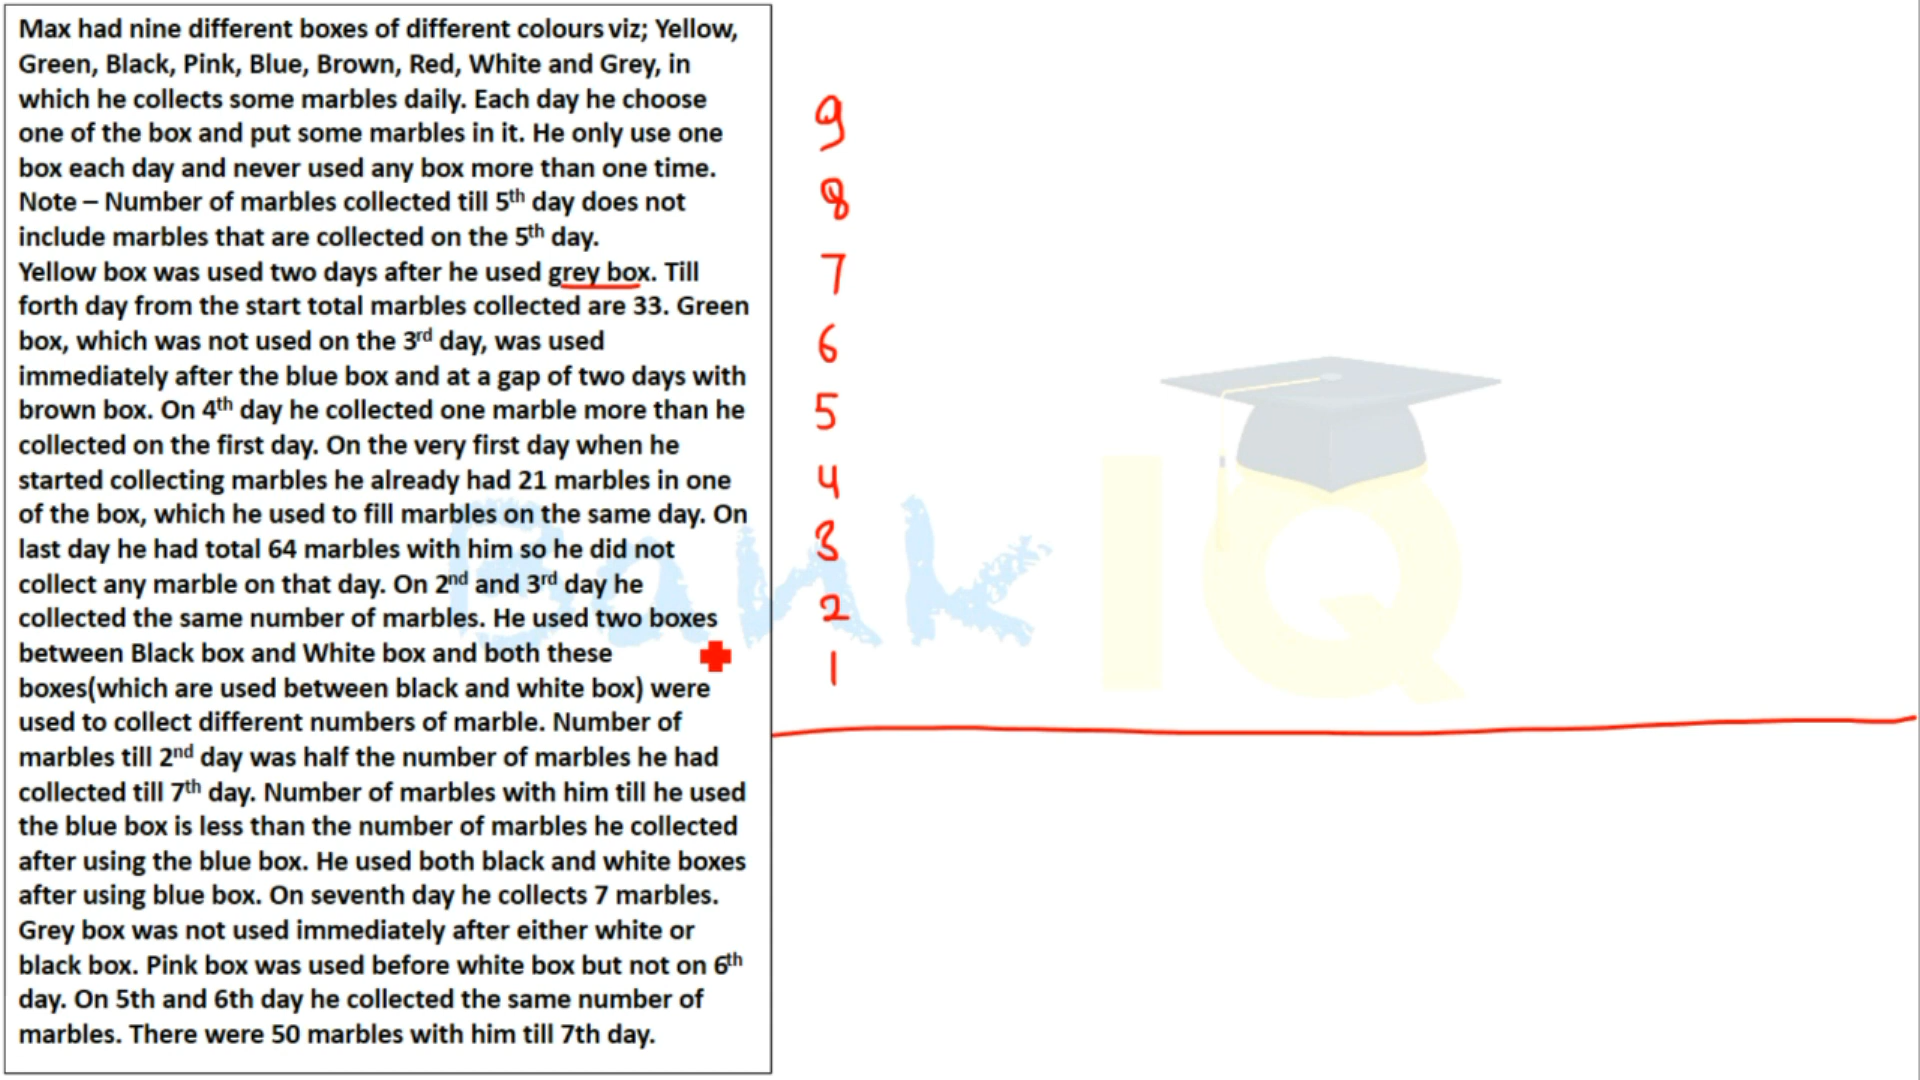 Max had nine different boxes of different colours viz; Yellow,
Green, Black, Pink, Blue, Brown, Red, White and Grey, in
which he collects some marbles daily. Each day he choose
one of the box and put some marbles in it. He only use one
box each day and never used any box more than one time.
Note – Number of marbles collected till 5th day does not
include marbles that are collected on the 5th day.
Yellow box was used two days after he used grey box. Till
forth day from the start total marbles collected are 33. Green
box, which was not used on the 3rd day, was used
immediately after the blue box and at a gap of two days with
brown box. On 4th day he collected one marble more than he
collected on the first day. On the very first day when he
started collecting marbles he already had 21 marbles in one
of the box, which he used to fill marbles on the same day. On
last day he had total 64 marbles with him so he did not
collect any marble on that day. On 2nd and 3rd day he
collected the same number of marbles. He used two boxes
between Black box and White box and both these
boxes(which are used between black and white box) were
used to collect different numbers of marble. Number of
marbles till 2nd day was half the number of marbles he had
collected till 7th day. Number of marbles with him till he used
the blue box is less than the number of marbles he collected
after using the blue box. He used both black and white boxes
after using blue box. On seventh day he collects 7 marbles.
Grey box was not used immediately after either white or
black box. Pink box was used before white box but not on 6th
day. On 5th and 6th day he collected the same number of
marbles. There were 50 marbles with him till 7th day.
9
8
7
6
5
4
3
2
1
Bank IQ